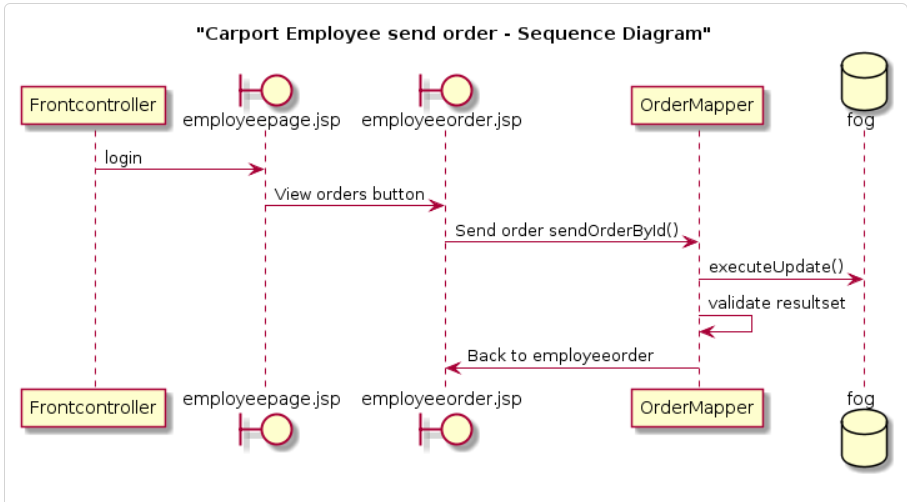 "Carport Employee send order - Sequence Diagram"
Frontcontroller
employeepage.jsp
employeeorder.jsp
OrderMapper
fog
login
View orders button
Send order sendOrderById()
executeUpdate()
validate resultset
Back to employeeorder
Frontcontroller
employeepage.jsp
employeeorder.jsp
OrderMapper
fog